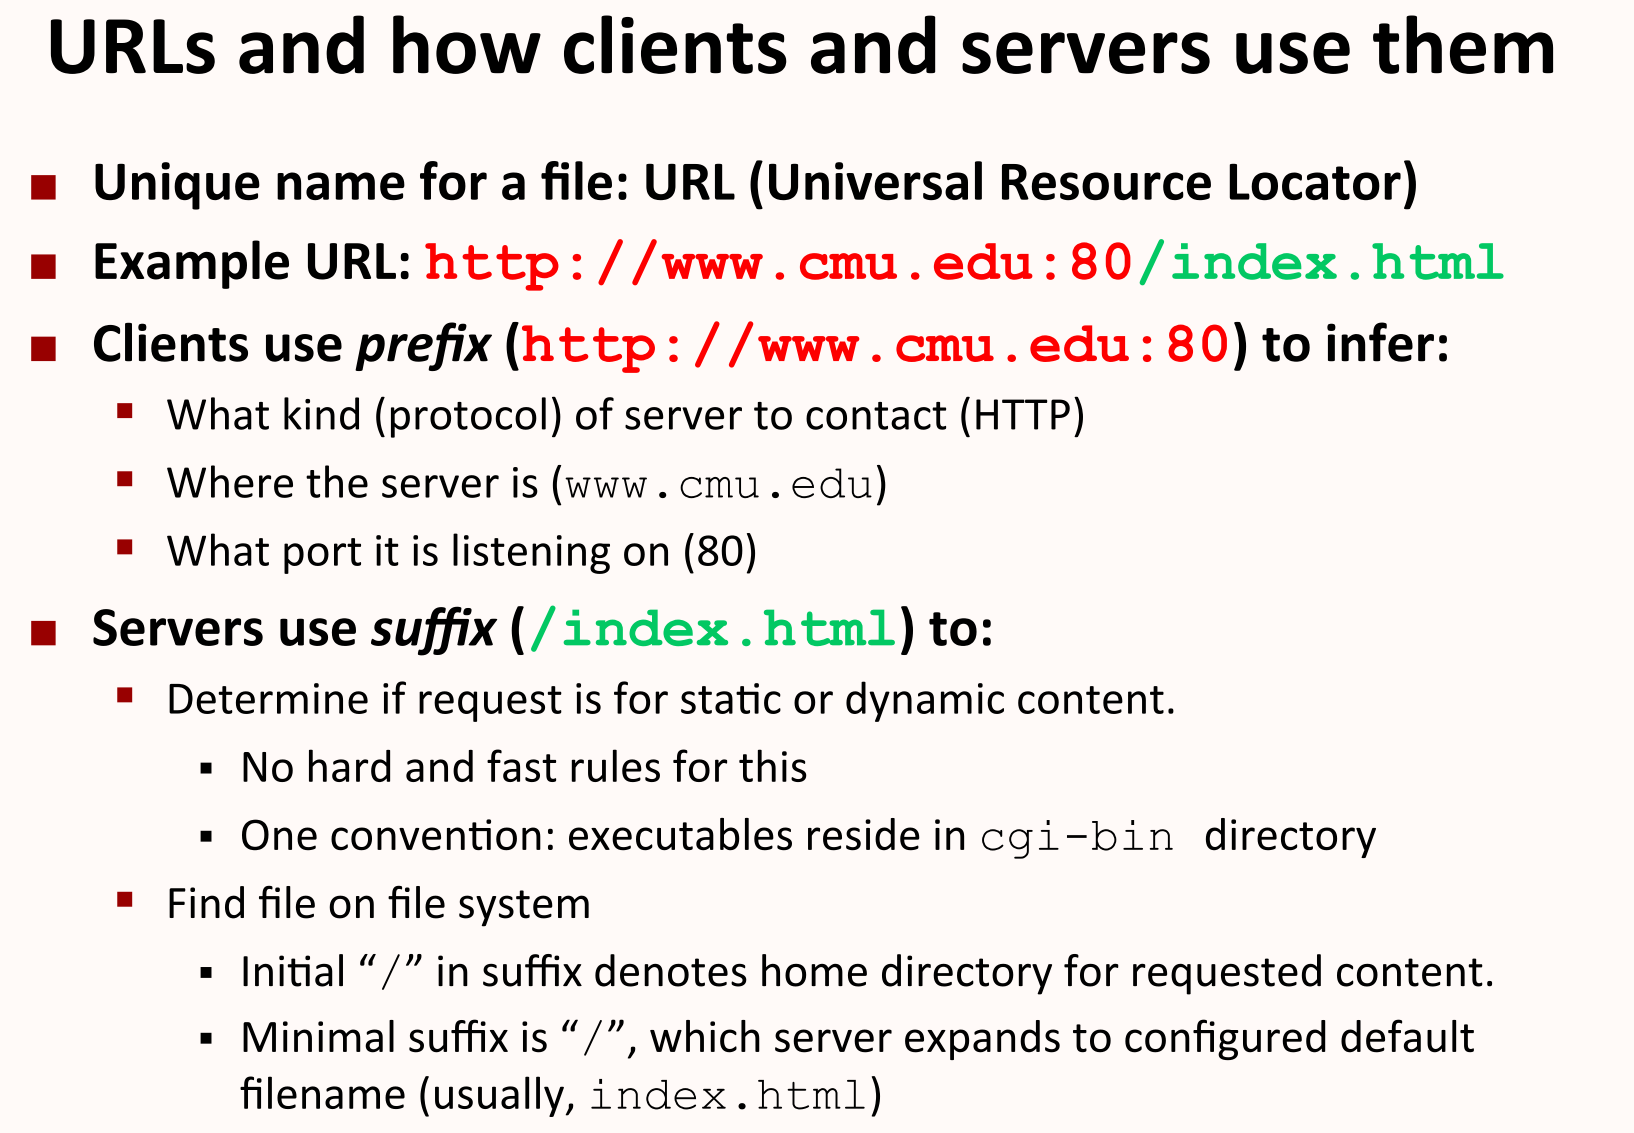 URLs and how clients and servers use them
Unique name for a file: URL (Universal Resource Locator)
Example URL: http://www.cmu.edu:80/index.html
Clients use prefix (http://www.cmu.edu:80) to infer:
What kind (protocol) of server to contact (HTTP)
Where the server is (www.cmu.edu)
What port it is listening on (80)
Servers use suffix (/index.html) to:
Determine if request is for static or dynamic content.
No hard and fast rules for this
One convention: executables reside in cgi-bin directory
Find file on file system
Initial “/” in suffix denotes home directory for requested content.
Minimal suffix is “/”, which server expands to configured default
filename (usually, index.html)